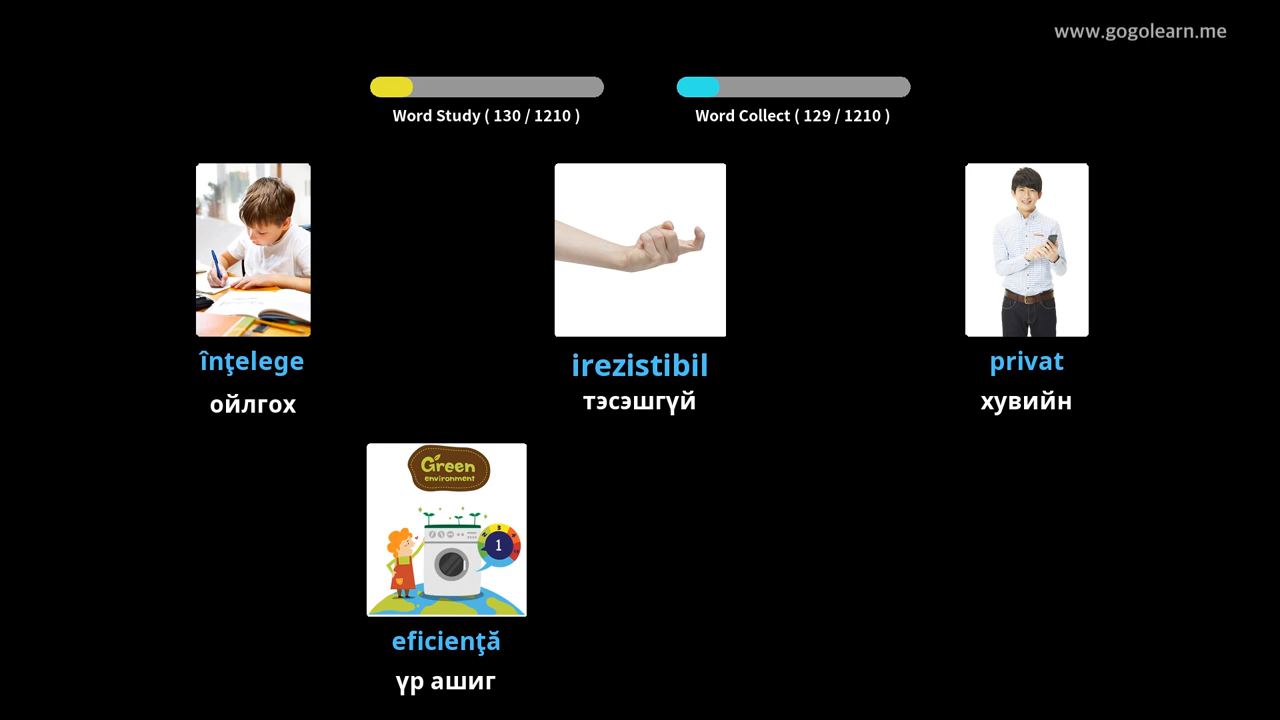 www.gogolearn.me
Word Study ( 130 / 1210 )
Word Collect ( 129 / 1210 )
înţelege
ойлгох
irezistibil
тэсэшгүй
privat
хувийн
Green
environment
1
eficienţă
үр ашиг